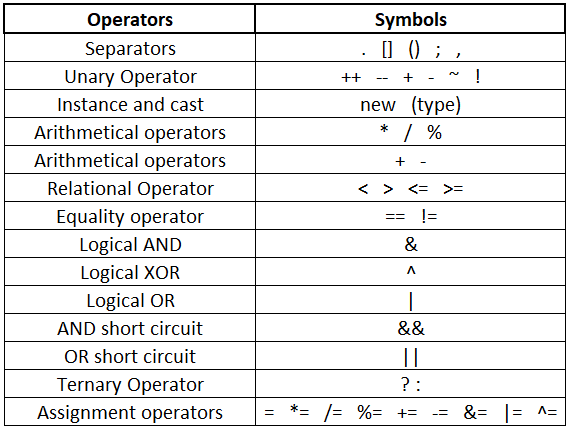 Operators Symbols
Separators . [] () ; ,
Unary Operator ++ -- + - ~ !
Instance and cast new (type)
Arithmetical operators * / %
Arithmetical operators + -
Relational Operator < > <= >=
Equality operator == !=
Logical AND &
Logical XOR ^
Logical OR |
AND short circuit &&
OR short circuit ||
Ternary Operator ? :
Assignment operators = *= /= %= += -= &= |= ^=